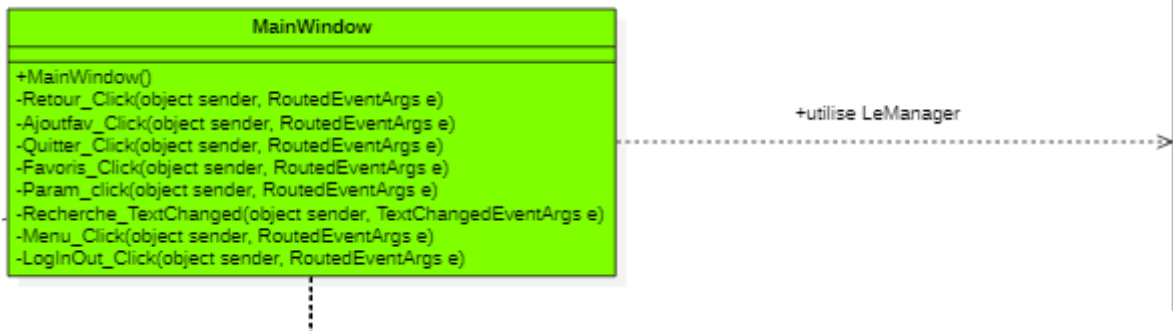 MainWindow
+MainWindow()
-Retour_Click(object sender, RoutedEventArgs e)
-Ajoutfav_Click(object sender, RoutedEventArgs e)
-Quitter_Click(object sender, RoutedEventArgs e)
-Favoris_Click(object sender, RoutedEventArgs e)
-Param_click(object sender, RoutedEventArgs e)
-Recherche_TextChanged(object sender, TextChangedEventArgs e)
-Menu_Click(object sender, RoutedEventArgs e)
-LogInOut_Click(object sender, RoutedEventArgs e)
+utilise LeManager